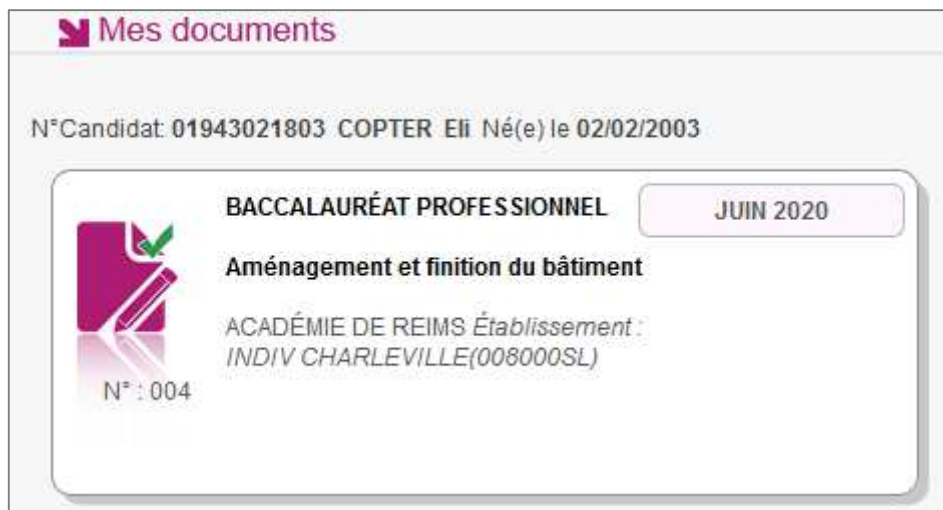 Mes documents
N°Candidat: 01943021803 COPTER Eli Né(e) le 02/02/2003
BACCALAURÉAT PROFESSIONNEL
JUIN 2020
Aménagement et finition du bâtiment
ACADÉMIE DE REIMS Établissement :
INDIV CHARLEVILLE(008000SL)
N° : 004